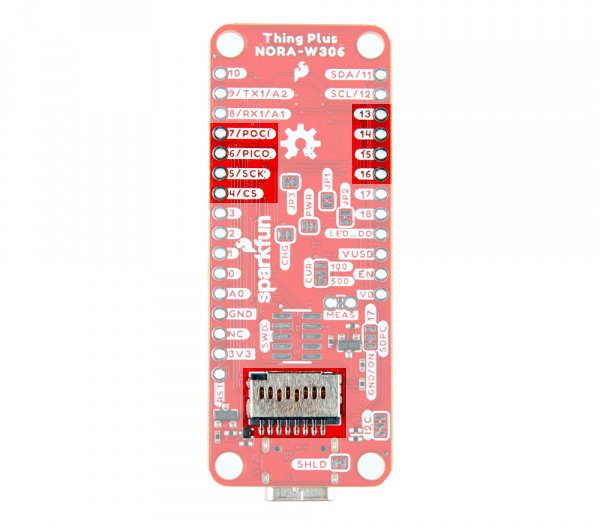 Thing Plus
NORA-W306
10
9/TX1/A2
8/RX1/A1
7/POCI
6/PICO
5/SCK
4/CS
3
2
1
0
A0
GND
NC
3V3
RST
SDA/11
SCL/12
13
14
15
16
17
18
LED_DO
VUSB
EN
VB
JP3
PWR
JP1
JP2
CHG
CUR
100
500
sparkfun
MEAS
SWD
17
SDPC
GND/ON
I2C
SHLD